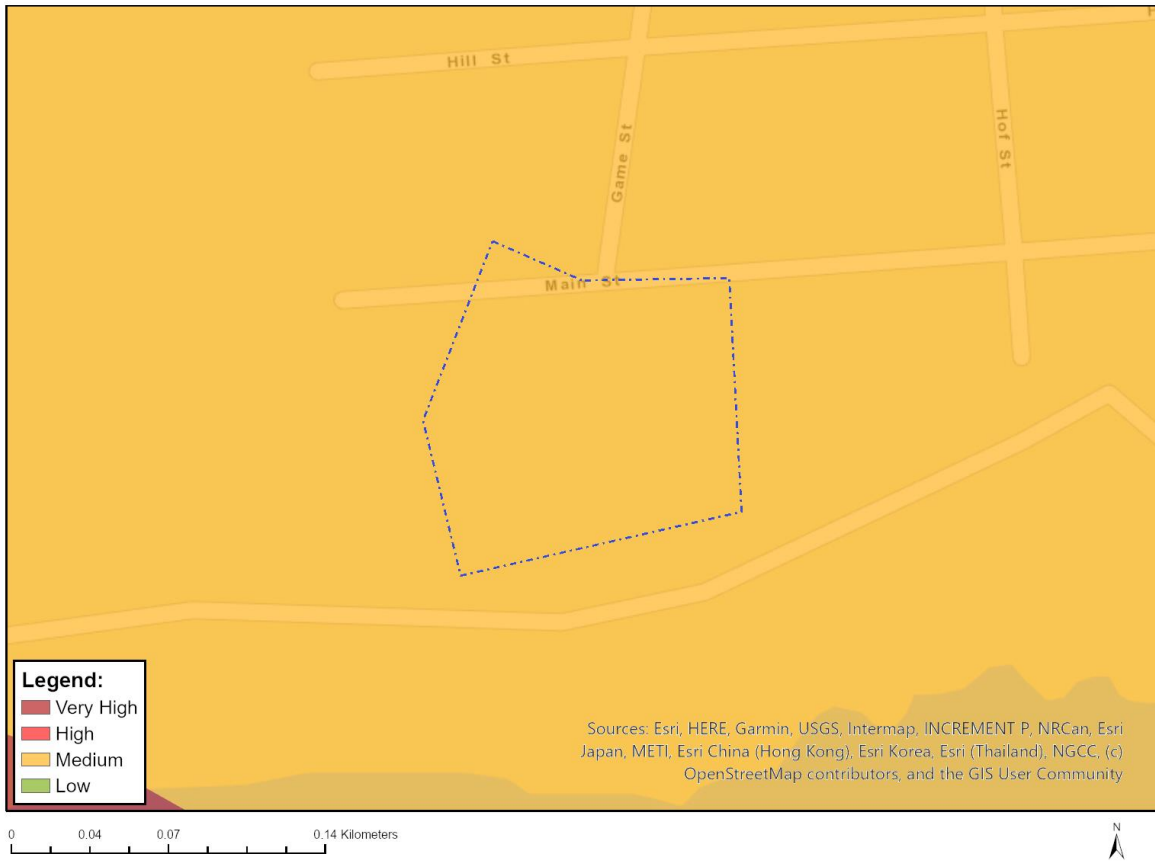 Hill St
Game St
Hof St
Main St
Legend:
Very High
High
Medium
Low
Sources: Esri, HERE, Garmin, USGS, Intermap, INCREMENT P, NRCan, Esri
Japan, METI, Esri China (Hong Kong), Esri Korea, Esri (Thailand), NGCC, (c)
OpenStreetMap contributors, and the GIS User Community
0 0.04 0.07 0.14 Kilometers
N